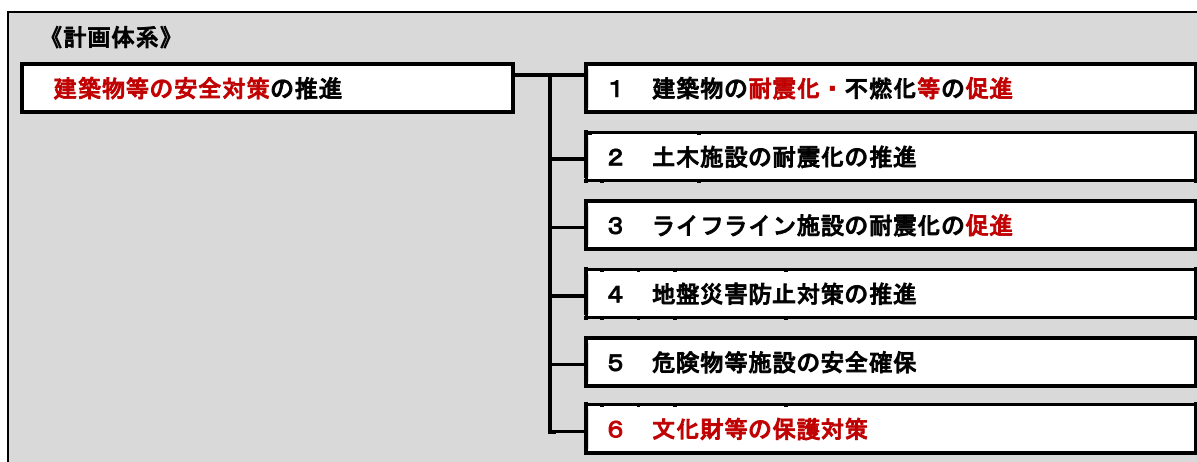 《計画体系》
建築物等の安全対策の推進
１　建築物の耐震化・不燃化等の促進
２　土木施設の耐震化の推進
３　ライフライン施設の耐震化の促進
４　地盤災害防止対策の推進
５　危険物等施設の安全確保
６　文化財等の保護対策